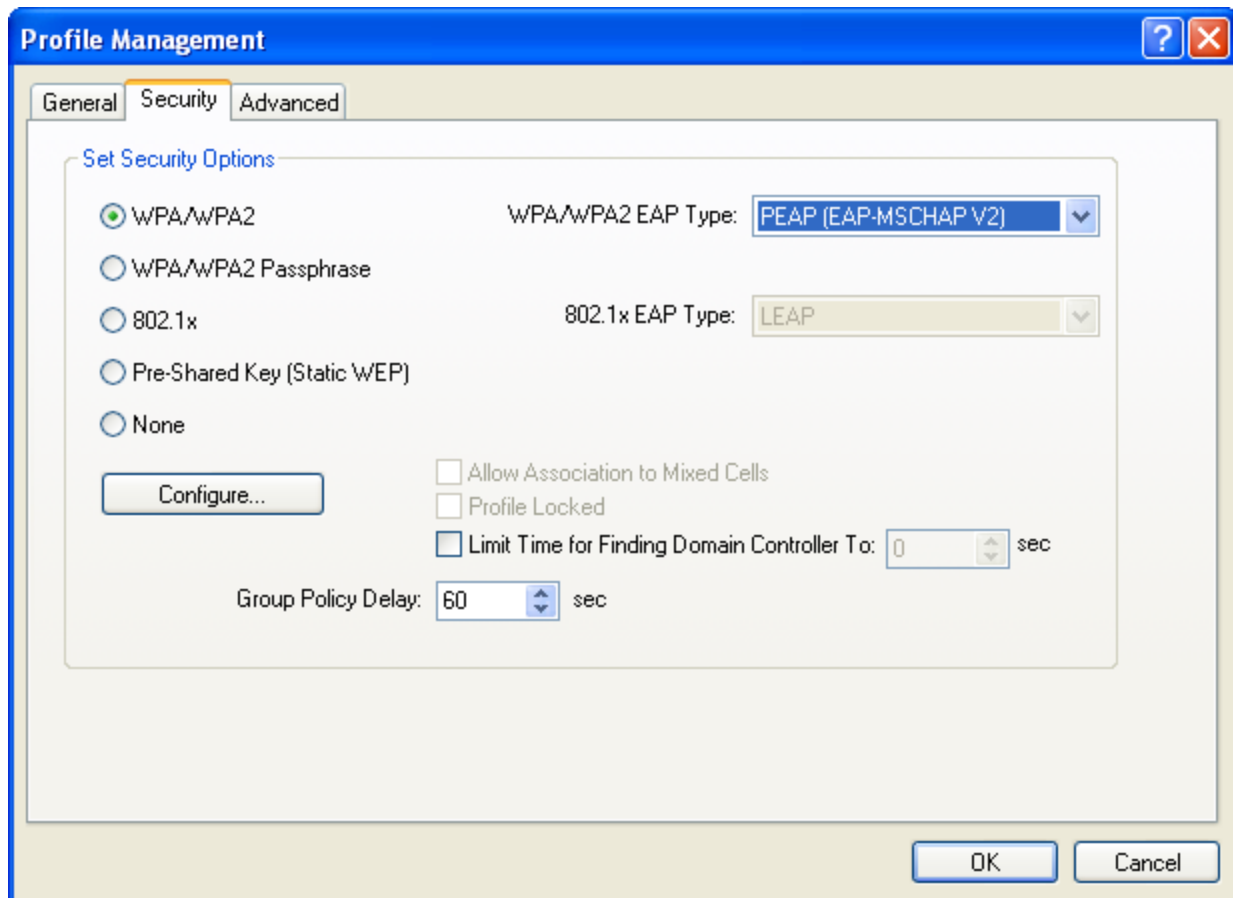 Profile Management
General Security Advanced
Set Security Options
WPA/WPA2 WPA/WPA2 EAP Type: PEAP (EAP-MSCHAP V2)
WPA/WPA2 Passphrase
802.1x 802.1x EAP Type: LEAP
Pre-Shared Key (Static WEP)
None
Configure...
Allow Association to Mixed Cells
Profile Locked
Limit Time for Finding Domain Controller To: 0 sec
Group Policy Delay: 60 sec
OK Cancel